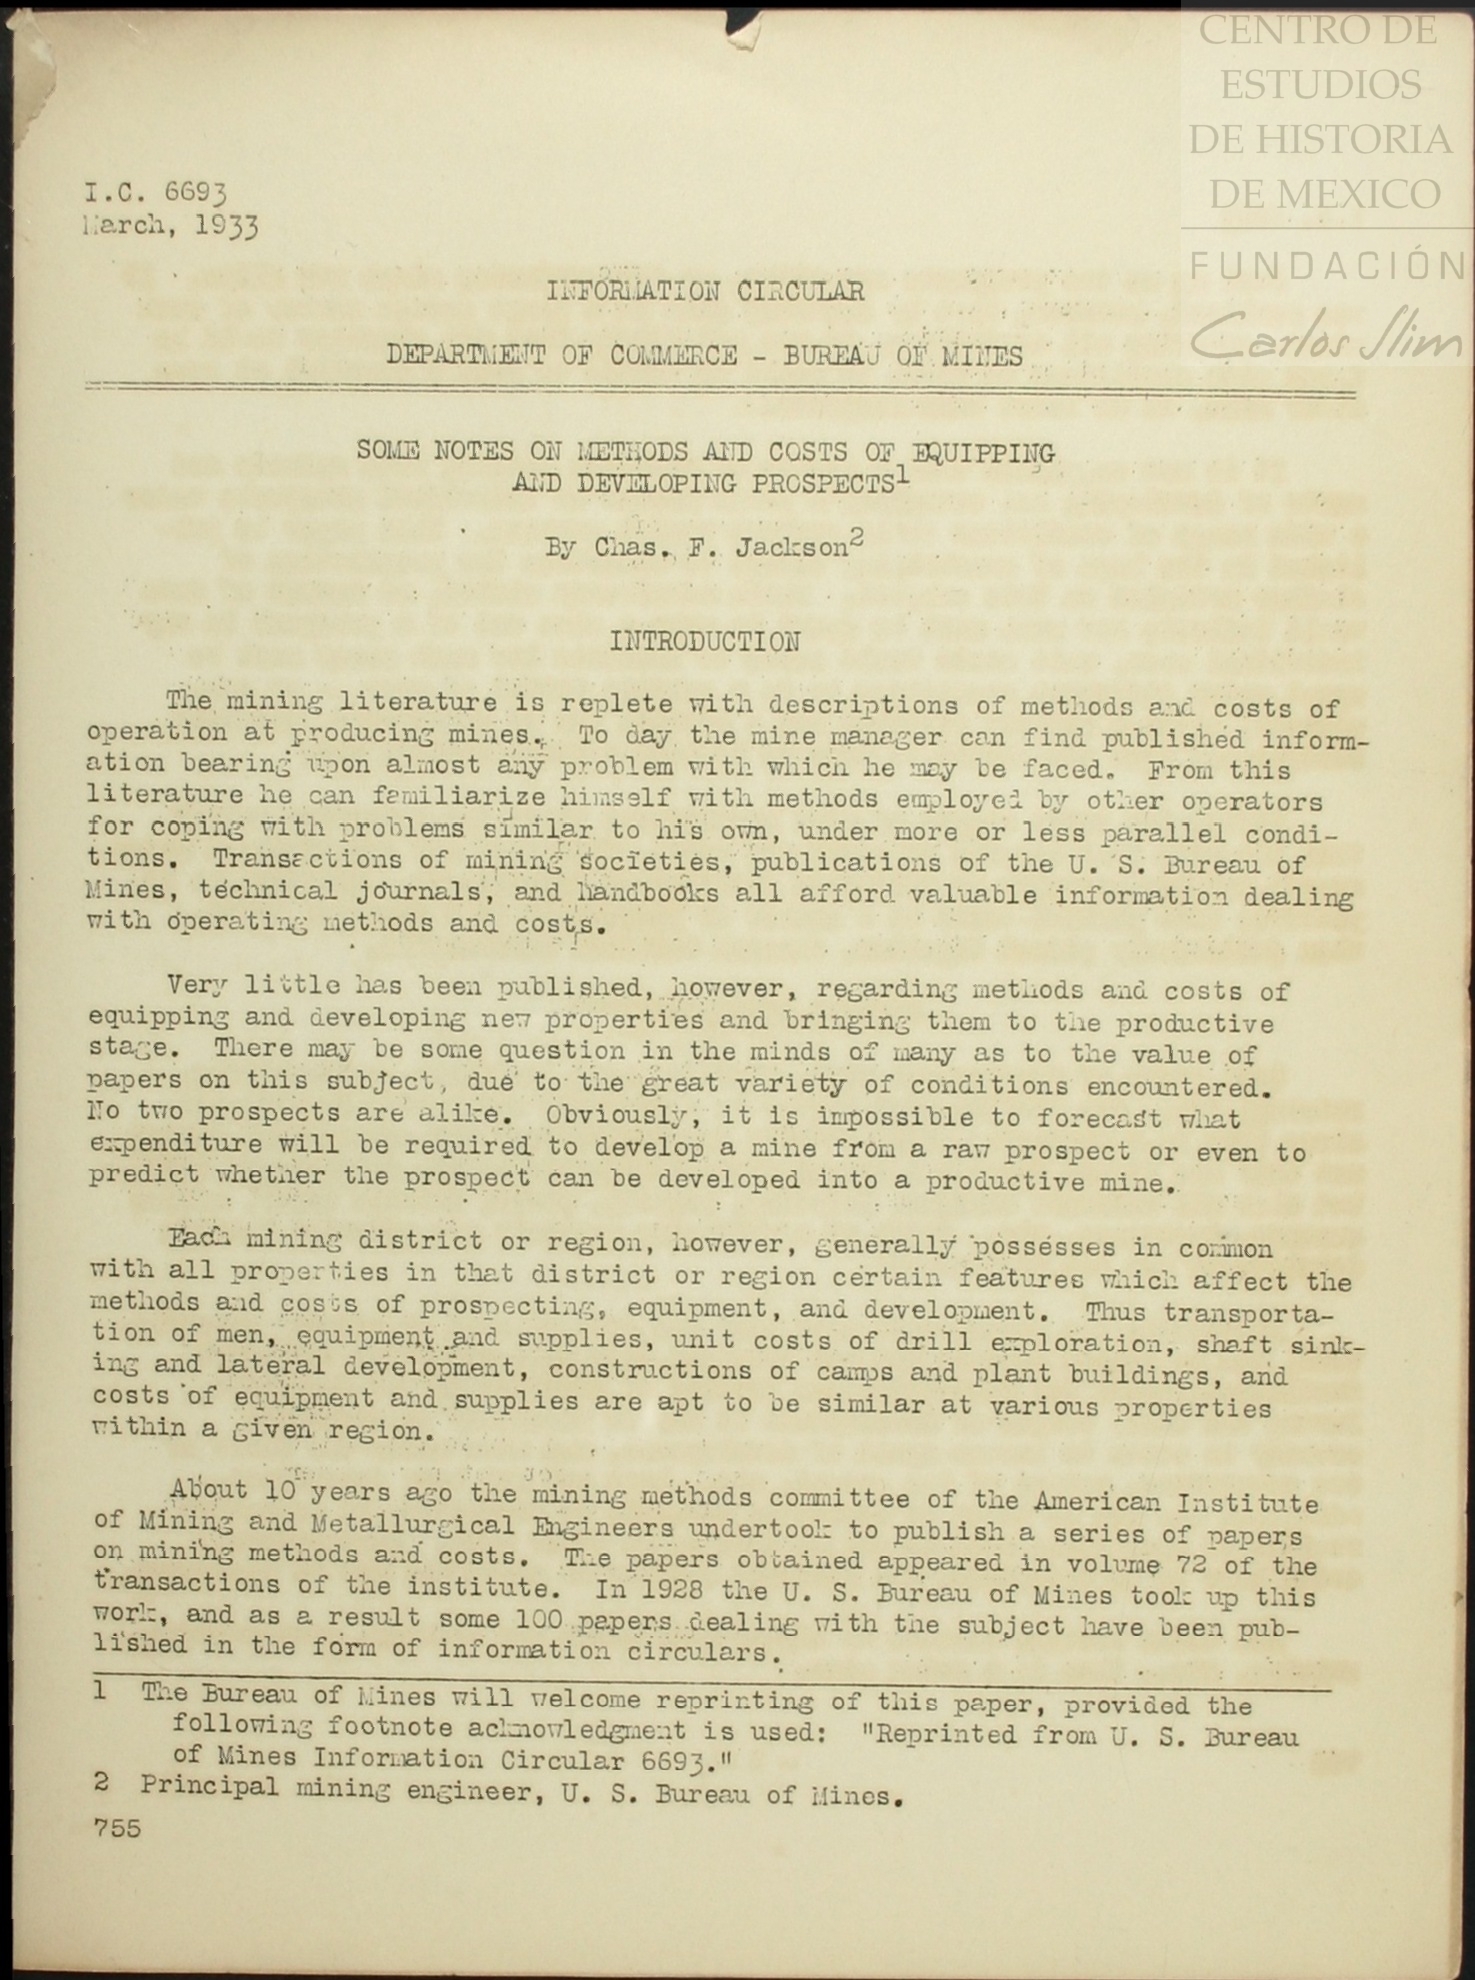 CENTRO DE
ESTUDIOS
DE HISTORIA
DE MEXICO
FUNDACIÓN
Carlos Slim
I.C. 6693
March, 1933
INFORMATION CIRCULAR
DEPARTMENT OF COMMERCE - BUREAU OF MINES
SOME NOTES ON METHODS AND COSTS OF EQUIPPING
AND DEVELOPING PROSPECTS1
By Chas. F. Jackson2
INTRODUCTION
The mining literature is replete with descriptions of methods and costs of
operation at producing mines. To day the mine manager can find published inform-
ation bearing upon almost any problem with which he may be faced. From this
literature he can familiarize himself with methods employed by other operators
for coping with problems similar to his own, under more or less parallel condi-
tions. Transactions of mining societies, publications of the U. S. Bureau of
Mines, technical journals, and handbooks all afford valuable information dealing
with operating methods and costs.
Very little has been published, however, regarding methods and costs of
equipping and developing new properties and bringing them to the productive
stage. There may be some question in the minds of many as to the value of
papers on this subject, due to the great variety of conditions encountered.
No two prospects are alike. Obviously, it is impossible to forecast what
expenditure will be required to develop a mine from a raw prospect or even to
predict whether the prospect can be developed into a productive mine.
Each mining district or region, however, generally possesses in common
with all properties in that district or region certain features which affect the
methods and costs of prospecting, equipment, and development. Thus transporta-
tion of men, equipment and supplies, unit costs of drill exploration, shaft sink-
ing and lateral development, constructions of camps and plant buildings, and
costs of equipment and supplies are apt to be similar at various properties
within a given region.
About 10 years ago the mining methods committee of the American Institute
of Mining and Metallurgical Engineers undertook to publish a series of papers
on mining methods and costs. The papers obtained appeared in volume 72 of the
transactions of the institute. In 1928 the U. S. Bureau of Mines took up this
work, and as a result some 100 papers dealing with the subject have been pub-
lished in the form of information circulars.
1 The Bureau of Mines will welcome reprinting of this paper, provided the
following footnote acknowledgment is used: "Reprinted from U. S. Bureau
of Mines Information Circular 6693."
2 Principal mining engineer, U. S. Bureau of Mines.
755